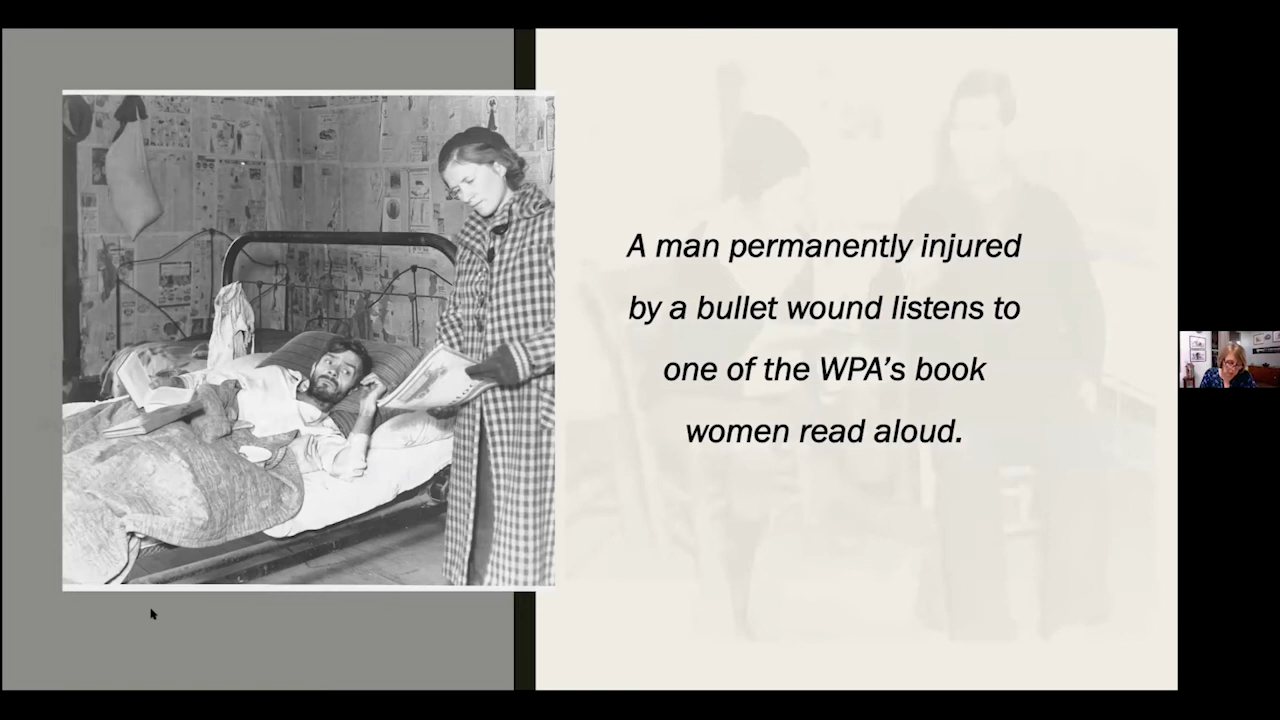 A man permanently injured
by a bullet wound listens to
one of the WPA’s book
women read aloud.